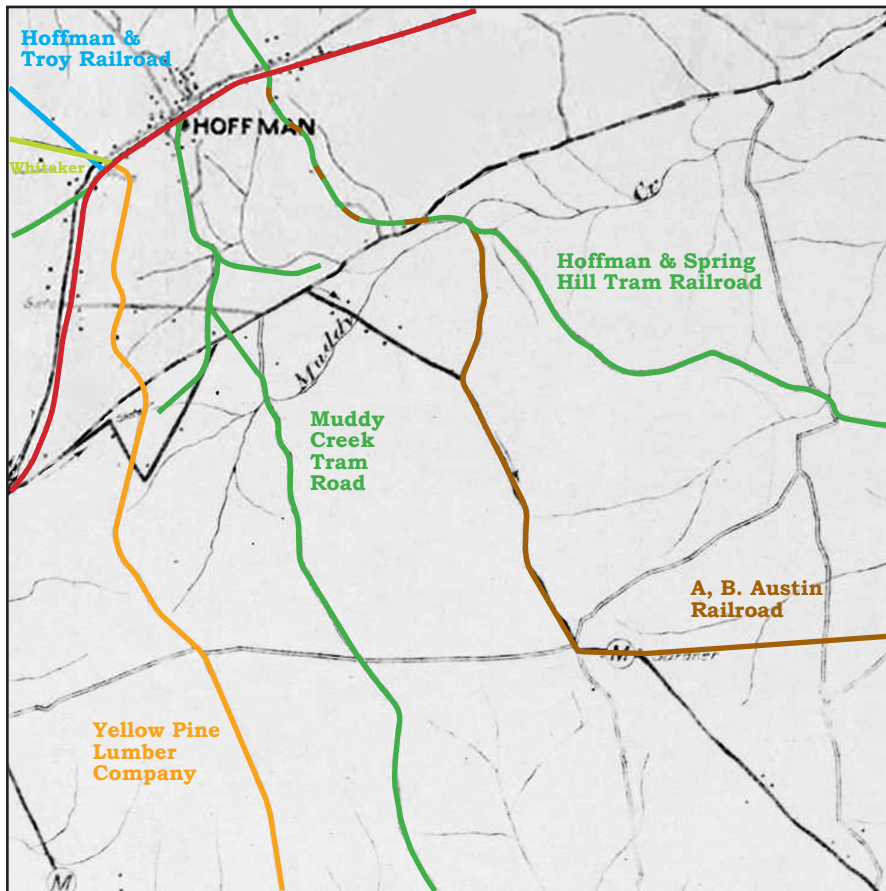 Hoffman &
Troy Railroad
HOFFMAN
Whitaker
Cr.
Hoffman & Spring
Hill Tram Railroad
Muddy
Muddy
Creek
Tram
Road
A, B. Austin
Railroad
M
Gardner
Yellow Pine
Lumber
Company
M